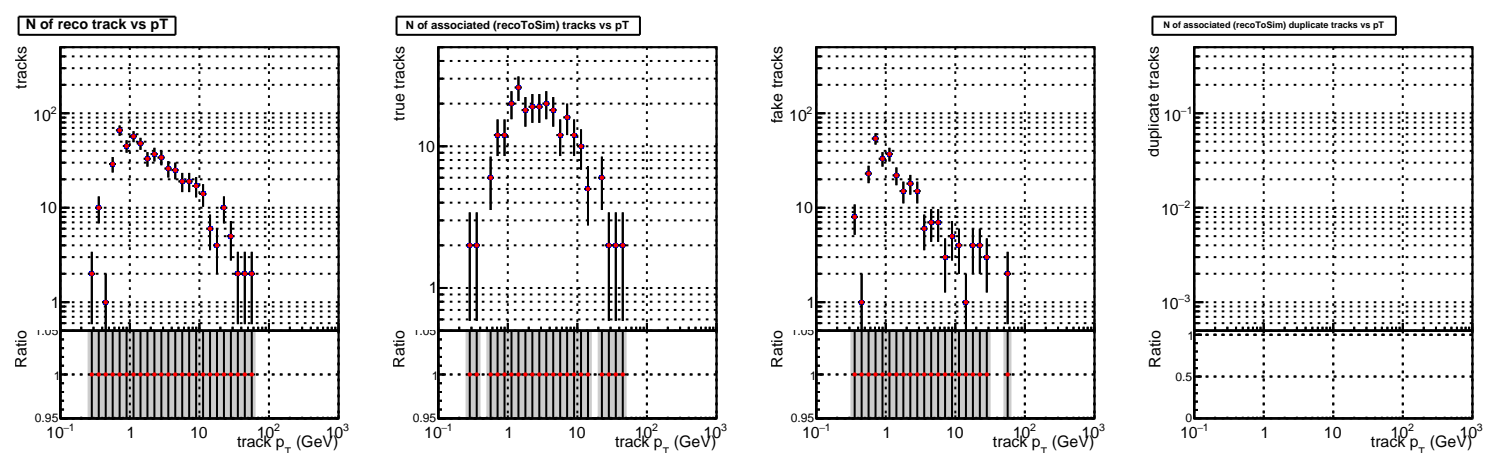 N of reco track vs pT
tracks
10²
10
1
Ratio
1.05
1
0.95
10⁻¹ 1 10 10² 10³
track p_T (GeV)
N of associated (recoToSim) tracks vs pT
true tracks
10
1
Ratio
1.05
1
0.95
10⁻¹ 1 10 10² 10³
track p_T (GeV)
fake tracks
10²
10
1
Ratio
1.05
1
0.95
10⁻¹ 1 10 10² 10³
track p_T (GeV)
N of associated (recoToSim) duplicate tracks vs pT
duplicate tracks
10⁻¹
10⁻²
10⁻³
Ratio
1
0.5
0
10⁻¹ 1 10 10² 10³
track p_T (GeV)